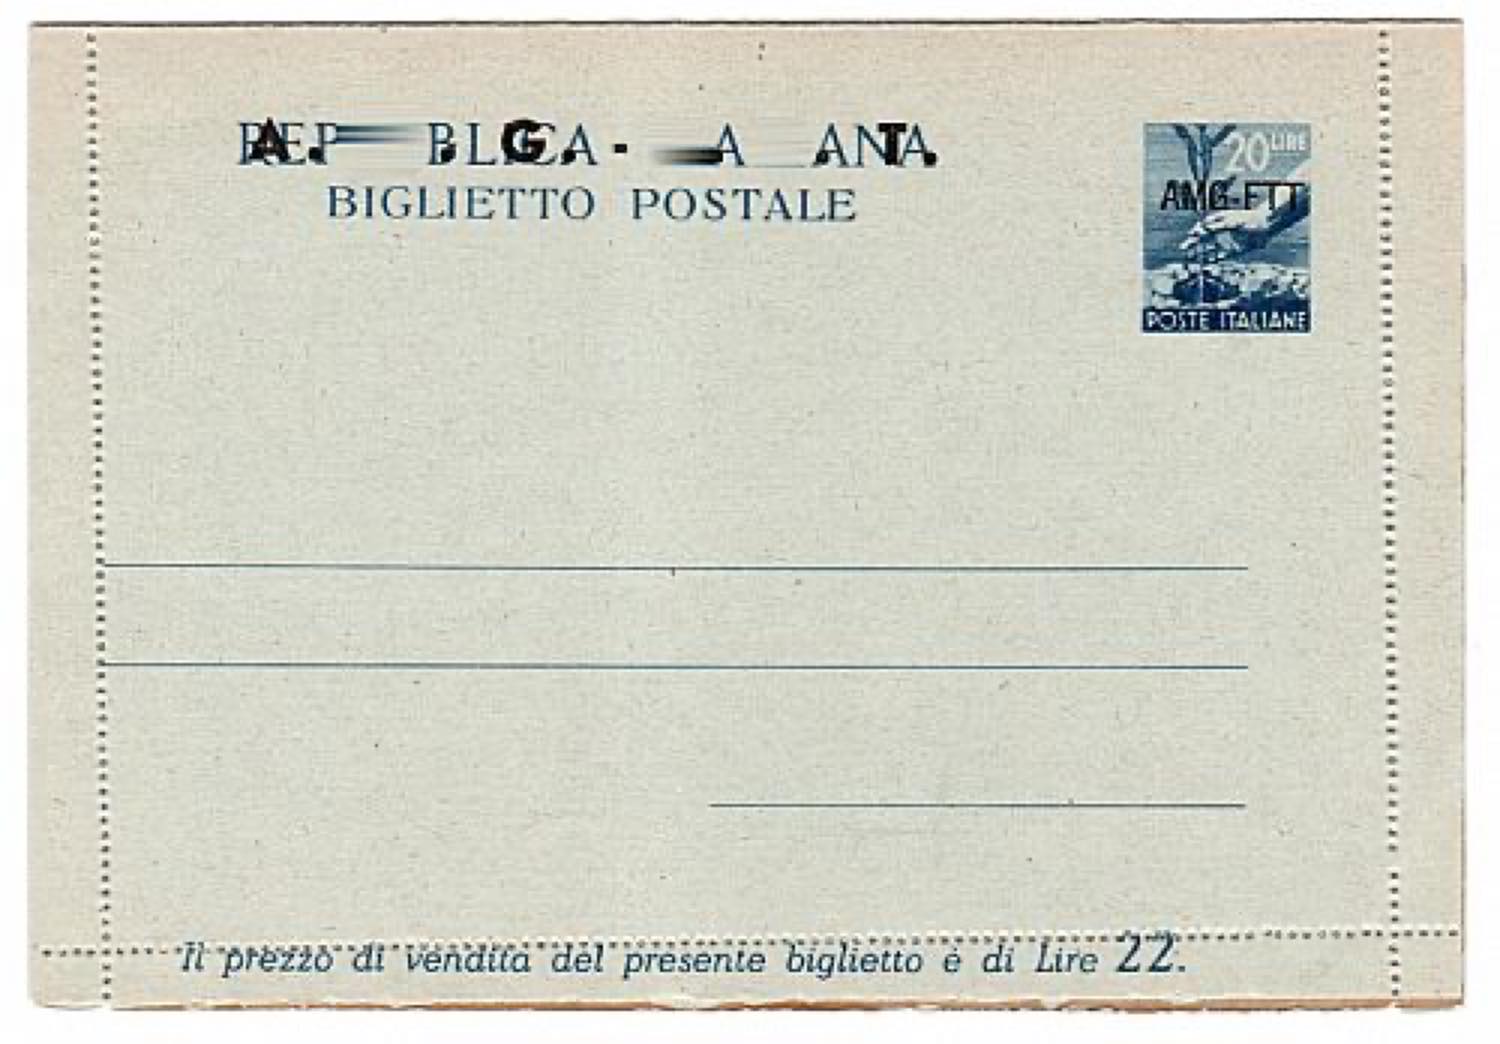 BIGLIETTO POSTALE
20 LIRE
AMG-FTT
POSTE ITALIANE
Il prezzo di vendita del presente biglietto è di Lire 22.